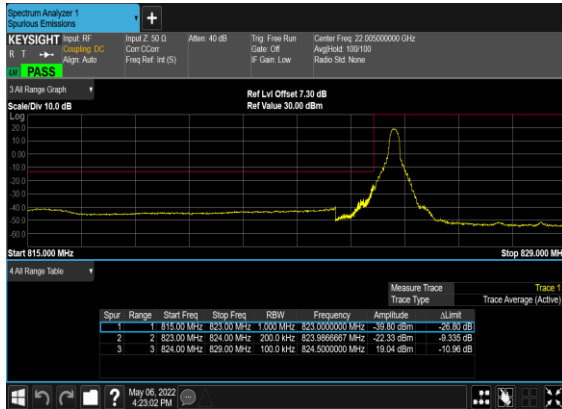 Spectrum Analyzer 1
Spurious Emissions
KEYSIGHT Input: RF Input Z: 50 Ω Atten: 40 dB Trig: Free Run Center Freq: 22.005000000 GHz
R T Coupling: DC Corr CCorr Gate: Off Avg|Hold: 100/100
Align: Auto Freq Ref: Int (S) IF Gain: Low Radio Std: None
PASS
3 All Range Graph
Ref Lvl Offset 7.30 dB
Scale/Div 10.0 dB Ref Value 30.00 dBm
Log
20.0
10.0
0.00
-10.0
-20.0
-30.0
-40.0
-50.0
-60.0
Start 815.000 MHz Stop 829.000 MHz
4 All Range Table
Measure Trace Trace 1
Trace Type Trace Average (Active)
Spur Range Start Freq Stop Freq RBW Frequency Amplitude ΔLimit
1 1 815.00 MHz 823.00 MHz 1.000 MHz 823.0000000 MHz -39.80 dBm -26.80 dB
2 2 823.00 MHz 824.00 MHz 200.0 kHz 823.9866667 MHz -22.33 dBm -9.335 dB
3 3 824.00 MHz 829.00 MHz 100.0 kHz 824.5000000 MHz 19.04 dBm -10.96 dB
? May 06, 2022
4:23:02 PM